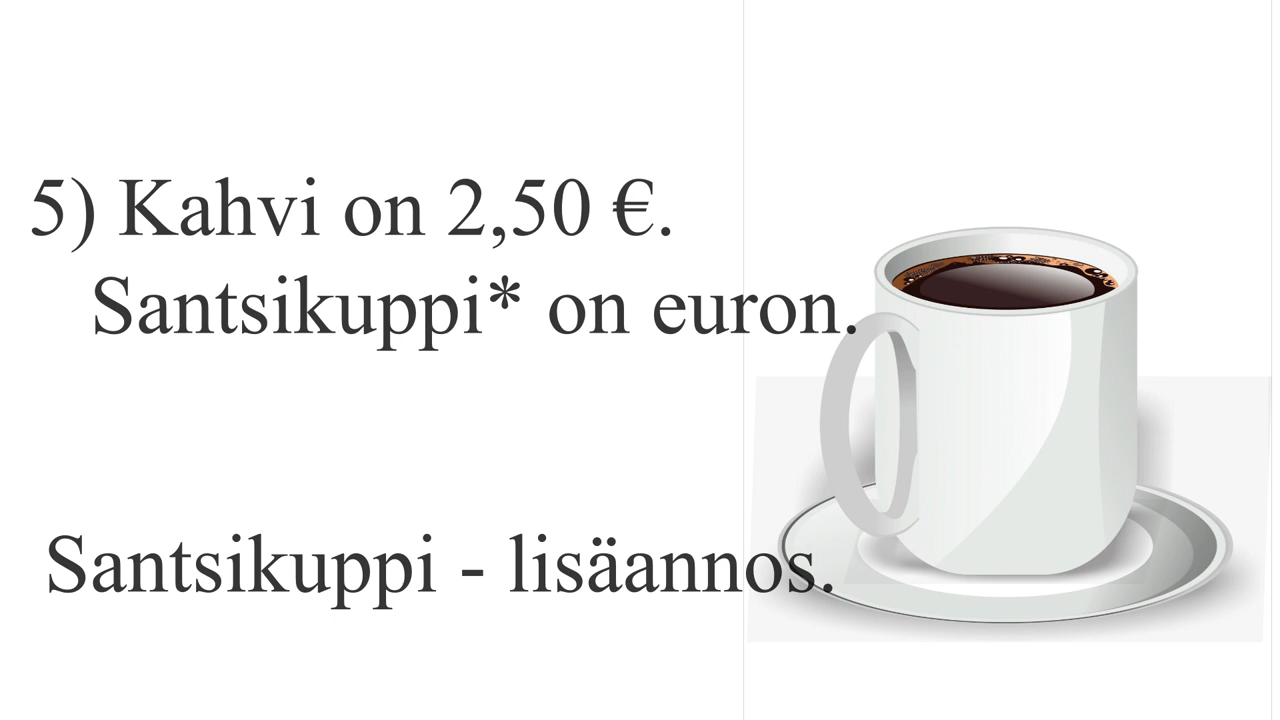 5) Kahvi on 2,50 €.
Santsikuppi* on euron.
Santsikuppi - lisäannos.